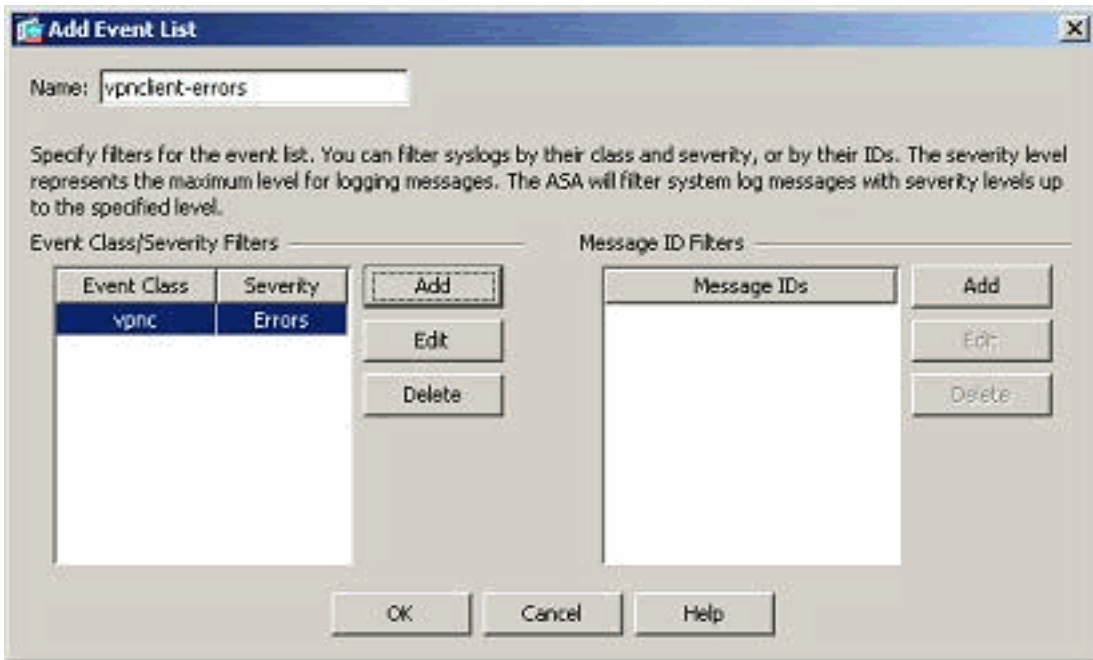 Add Event List
Name: vpnclient-errors
Specify filters for the event list. You can filter syslogs by their class and severity, or by their IDs. The severity level
represents the maximum level for logging messages. The ASA will filter system log messages with severity levels up
to the specified level.
Event Class/Severity Filters
Event Class Severity
vpnc Errors
Add
Edit
Delete
Message ID Filters
Message IDs
Add
Edit
Delete
OK Cancel Help